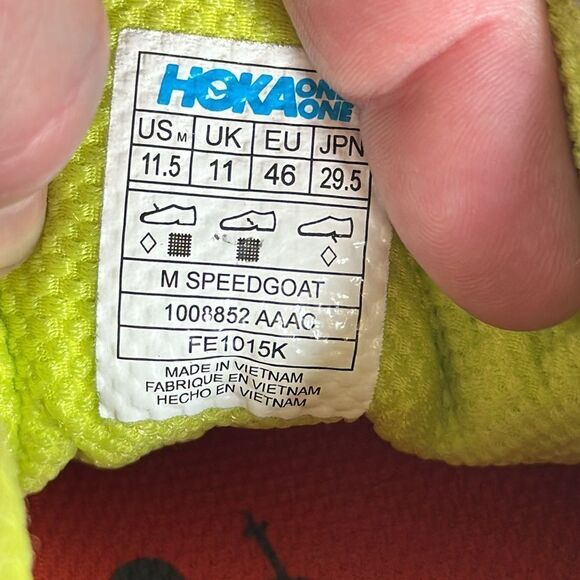 HOKA ONE ONE
US M UK EU JPN
11.5 11 46 29.5
M SPEEDGOAT
1008852 AAAC
FE1015K
MADE IN VIETNAM
FABRIQUE EN VIETNAM
HECHO EN VIETNAM